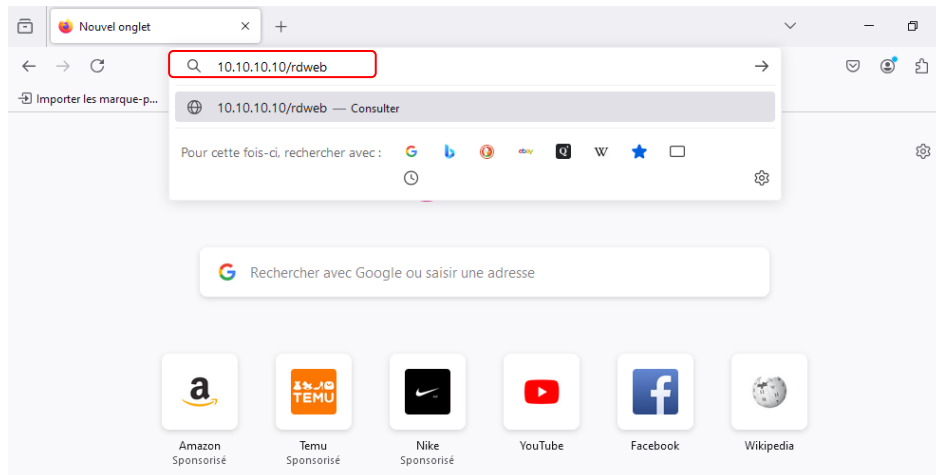 Nouvel onglet
10.10.10.10/rdweb
Importer les marque-p...
10.10.10.10/rdweb — Consulter
Pour cette fois-ci, rechercher avec :
ebay
W
Rechercher avec Google ou saisir une adresse
a
TEMU
f
Amazon
Sponsorisé
Temu
Sponsorisé
Nike
Sponsorisé
YouTube
Facebook
Wikipedia